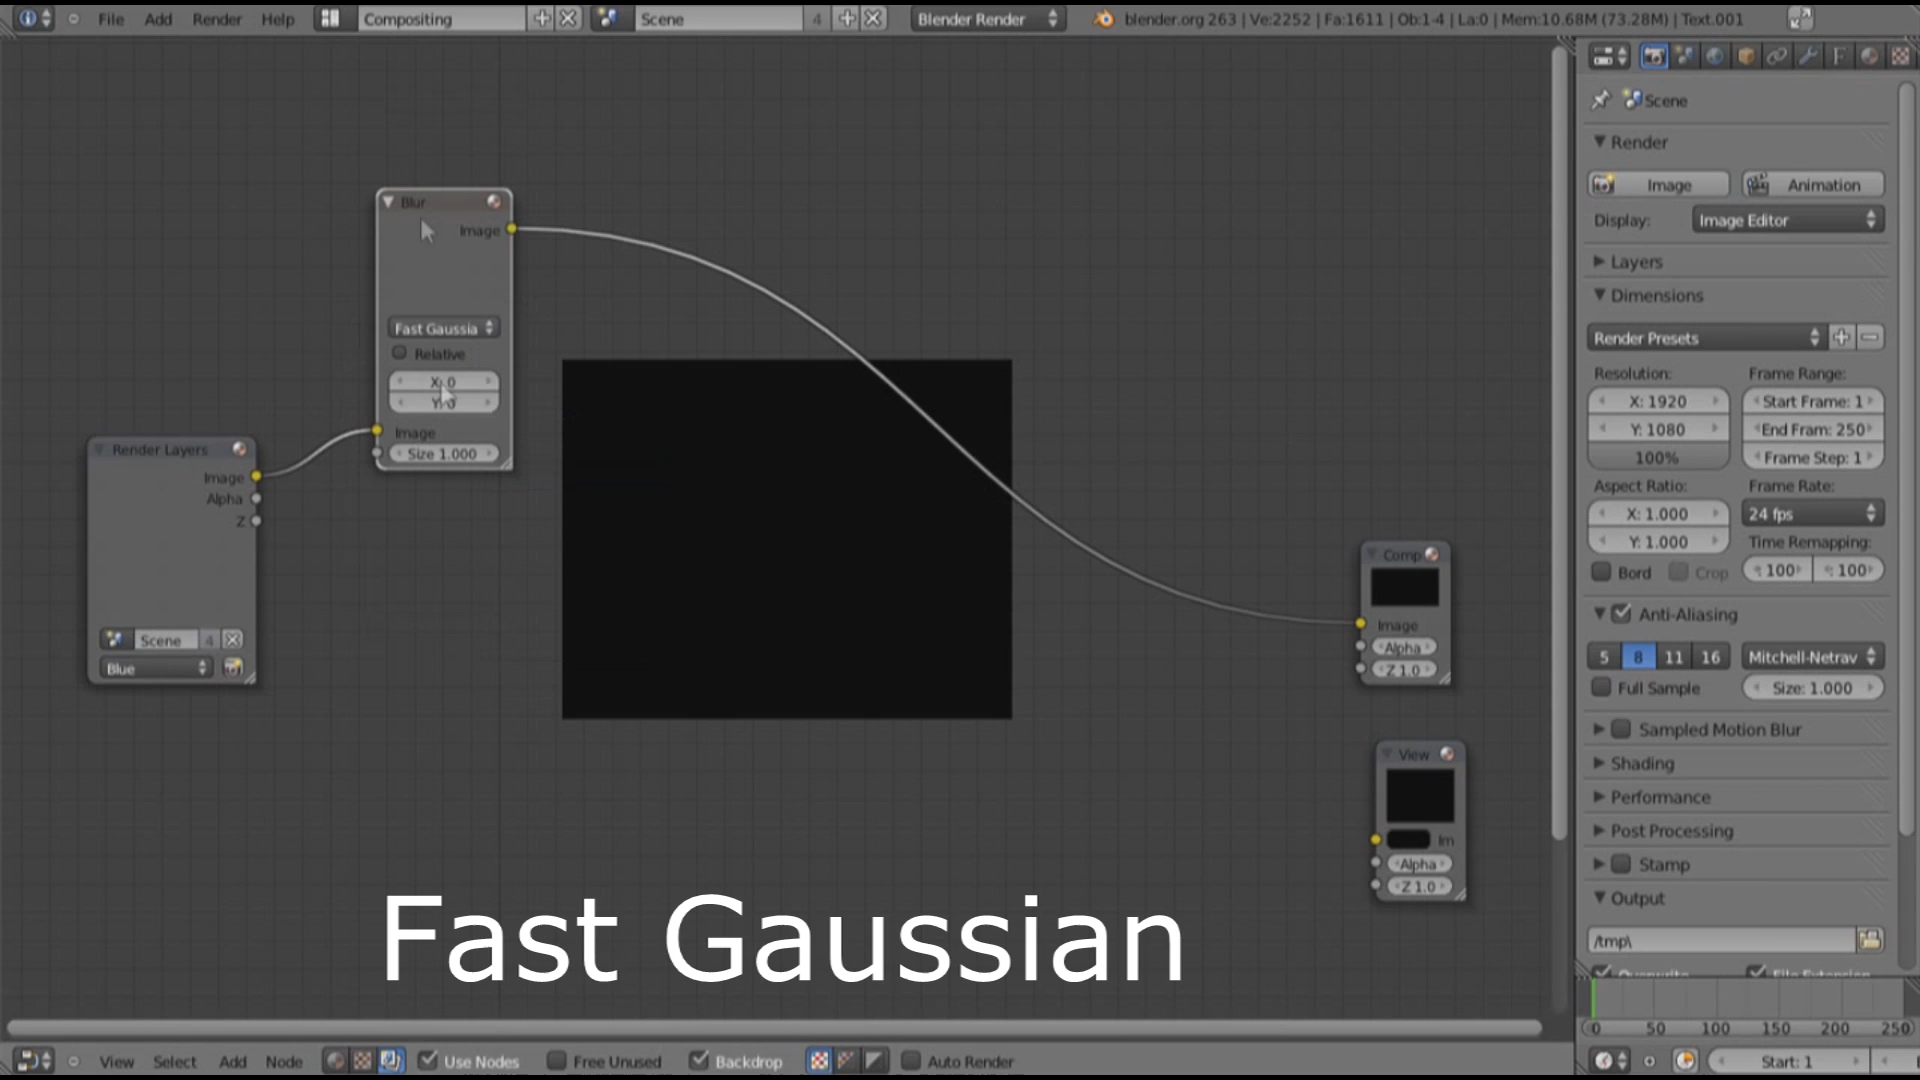 File Add Render Help Compositing Scene 4 Blender Render blender.org 263 | Ve:2252 | Fa:1611 | Ob:1-4 | La:0 | Mem:10.68M (73.28M) | Text.001
Scene
Render
Image Animation
Display: Image Editor
Layers
Dimensions
Render Presets
Resolution: Frame Range:
X: 1920 Start Frame: 1
Y: 1080 End Fram: 250
100% Frame Step: 1
Aspect Ratio: Frame Rate:
X: 1.000 24 fps
Y: 1.000 Time Remapping:
Bord Crop 100 100
Anti-Aliasing
5 8 11 16 Mitchell-Netrav
Full Sample Size: 1.000
Sampled Motion Blur
Shading
Performance
Post Processing
Stamp
Output
/tmp\
Overwrite File Extension
0 50 100 150 200 250
Start: 1
Blur
Image
Fast Gaussia
Relative
X: 0
Y: 0
Image
Size 1.000
Render Layers
Image
Alpha
Z
Scene 4
Blue
Comp
Image
Alpha
Z 1.0
View
Im
Alpha
Z 1.0
Fast Gaussian
View Select Add Node Use Nodes Free Unused Backdrop Auto Render